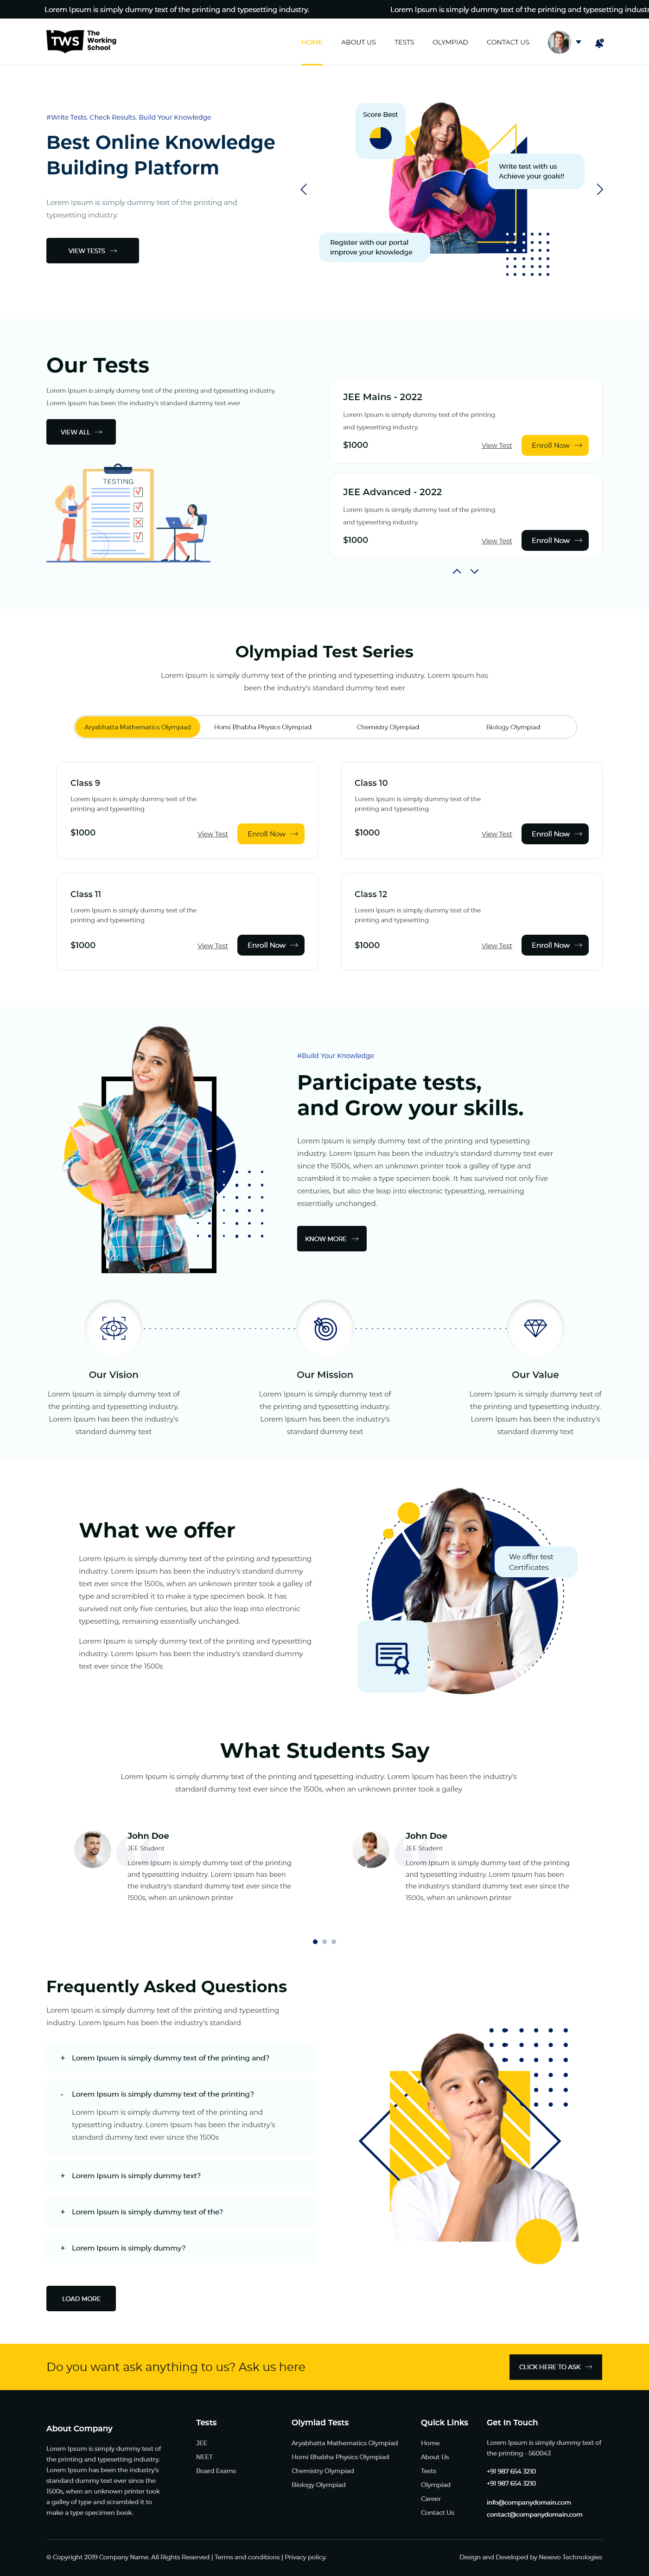 Lorem Ipsum is simply dummy text of the printing and typesetting industry.
Lorem Ipsum is simply dummy text of the printing and typesetting
TWS The Working School
HOME
ABOUT US
TESTS
OLYMPIAD
CONTACT US
#Write Tests. Check Results. Build Your Knowledge
Best Online Knowledge
Building Platform
Lorem Ipsum is simply dummy text of the printing and
typesetting industry.
VIEW TESTS
Score Best
Write test with us
Achieve your goals!!
Register with our portal
improve your knowledge
Our Tests
Lorem Ipsum is simply dummy text of the printing and typesetting industry.
Lorem Ipsum has been the industry's standard dummy text ever
VIEW ALL
TESTING
JEE Mains - 2022
Lorem Ipsum is simply dummy text of the printing
and typesetting industry.
$1000
View Test
Enroll Now
JEE Advanced - 2022
Lorem Ipsum is simply dummy text of the printing
and typesetting industry.
$1000
View Test
Enroll Now
Olympiad Test Series
Lorem Ipsum is simply dummy text of the printing and typesetting industry. Lorem Ipsum has
been the industry's standard dummy text ever
Aryabhatta Mathematics Olympiad
Homi Bhabha Physics Olympiad
Chemistry Olympiad
Biology Olympiad
Class 9
Lorem Ipsum is simply dummy text of the
printing and typesetting
$1000
View Test
Enroll Now
Class 10
Lorem Ipsum is simply dummy text of the
printing and typesetting
$1000
View Test
Enroll Now
Class 11
Lorem Ipsum is simply dummy text of the
printing and typesetting
$1000
View Test
Enroll Now
Class 12
Lorem Ipsum is simply dummy text of the
printing and typesetting
$1000
View Test
Enroll Now
#Build Your Knowledge
Participate tests,
and Grow your skills.
Lorem Ipsum is simply dummy text of the printing and typesetting
industry. Lorem Ipsum has been the industry's standard dummy text ever
since the 1500s, when an unknown printer took a galley of type and
scrambled it to make a type specimen book. It has survived not only five
centuries, but also the leap into electronic typesetting, remaining
essentially unchanged.
KNOW MORE
Our Vision
Lorem Ipsum is simply dummy text of
the printing and typesetting industry.
Lorem Ipsum has been the industry's
standard dummy text
Our Mission
Lorem Ipsum is simply dummy text of
the printing and typesetting industry.
Lorem Ipsum has been the industry's
standard dummy text
Our Value
Lorem Ipsum is simply dummy text of
the printing and typesetting industry.
Lorem Ipsum has been the industry's
standard dummy text
What we offer
Lorem Ipsum is simply dummy text of the printing and typesetting
industry. Lorem Ipsum has been the industry's standard dummy
text ever since the 1500s, when an unknown printer took a galley of
type and scrambled it to make a type specimen book. It has
survived not only five centuries, but also the leap into electronic
typesetting, remaining essentially unchanged.
Lorem Ipsum is simply dummy text of the printing and typesetting
industry. Lorem Ipsum has been the industry's standard dummy
text ever since the 1500s
We offer test
Certificates
What Students Say
Lorem Ipsum is simply dummy text of the printing and typesetting industry. Lorem Ipsum has been the industry's
standard dummy text ever since the 1500s, when an unknown printer took a galley
John Doe
JEE Student
Lorem Ipsum is simply dummy text of the printing
and typesetting industry. Lorem Ipsum has been
the industry's standard dummy text ever since the
1500s, when an unknown printer
John Doe
JEE Student
Lorem Ipsum is simply dummy text of the printing
and typesetting industry. Lorem Ipsum has been
the industry's standard dummy text ever since the
1500s, when an unknown printer
Frequently Asked Questions
Lorem Ipsum is simply dummy text of the printing and typesetting
industry. Lorem Ipsum has been the industry's standard
+ Lorem Ipsum is simply dummy text of the printing and?
- Lorem Ipsum is simply dummy text of the printing?
Lorem Ipsum is simply dummy text of the printing and
typesetting industry. Lorem Ipsum has been the industry's
standard dummy text ever since the 1500s
+ Lorem Ipsum is simply dummy text?
+ Lorem Ipsum is simply dummy text of the?
+ Lorem Ipsum is simply dummy?
LOAD MORE
Do you want ask anything to us? Ask us here
CLICK HERE TO ASK
About Company
Lorem Ipsum is simply dummy text of
the printing and typesetting industry.
Lorem Ipsum has been the industry's
standard dummy text ever since the
1500s, when an unknown printer took
a galley of type and scrambled it to
make a type specimen book.
Tests
JEE
NEET
Board Exams
Olymiad Tests
Aryabhatta Mathematics Olympiad
Homi Bhabha Physics Olympiad
Chemistry Olympiad
Biology Olympiad
Quick Links
Home
About Us
Tests
Olympiad
Career
Contact Us
Get In Touch
Lorem Ipsum is simply dummy text of
the printing - 560043
+91 987 654 3210
+91 987 654 3210
info@companydomain.com
contact@companydomain.com
© Copyright 2019 Company Name. All Rights Reserved | Terms and conditions | Privacy policy.
Design and Developed by Nexevo Technologies